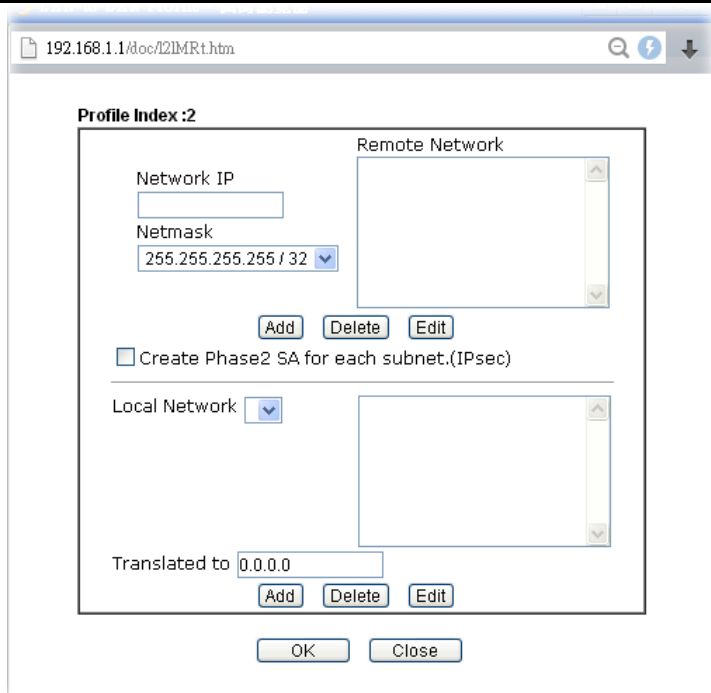 192.168.1.1/doc/l2lMRt.htm
Profile Index :2
Remote Network
Network IP
Netmask
255.255.255.255 / 32
Add Delete Edit
Create Phase2 SA for each subnet.(IPsec)
Local Network
Translated to 0.0.0.0
Add Delete Edit
OK Close